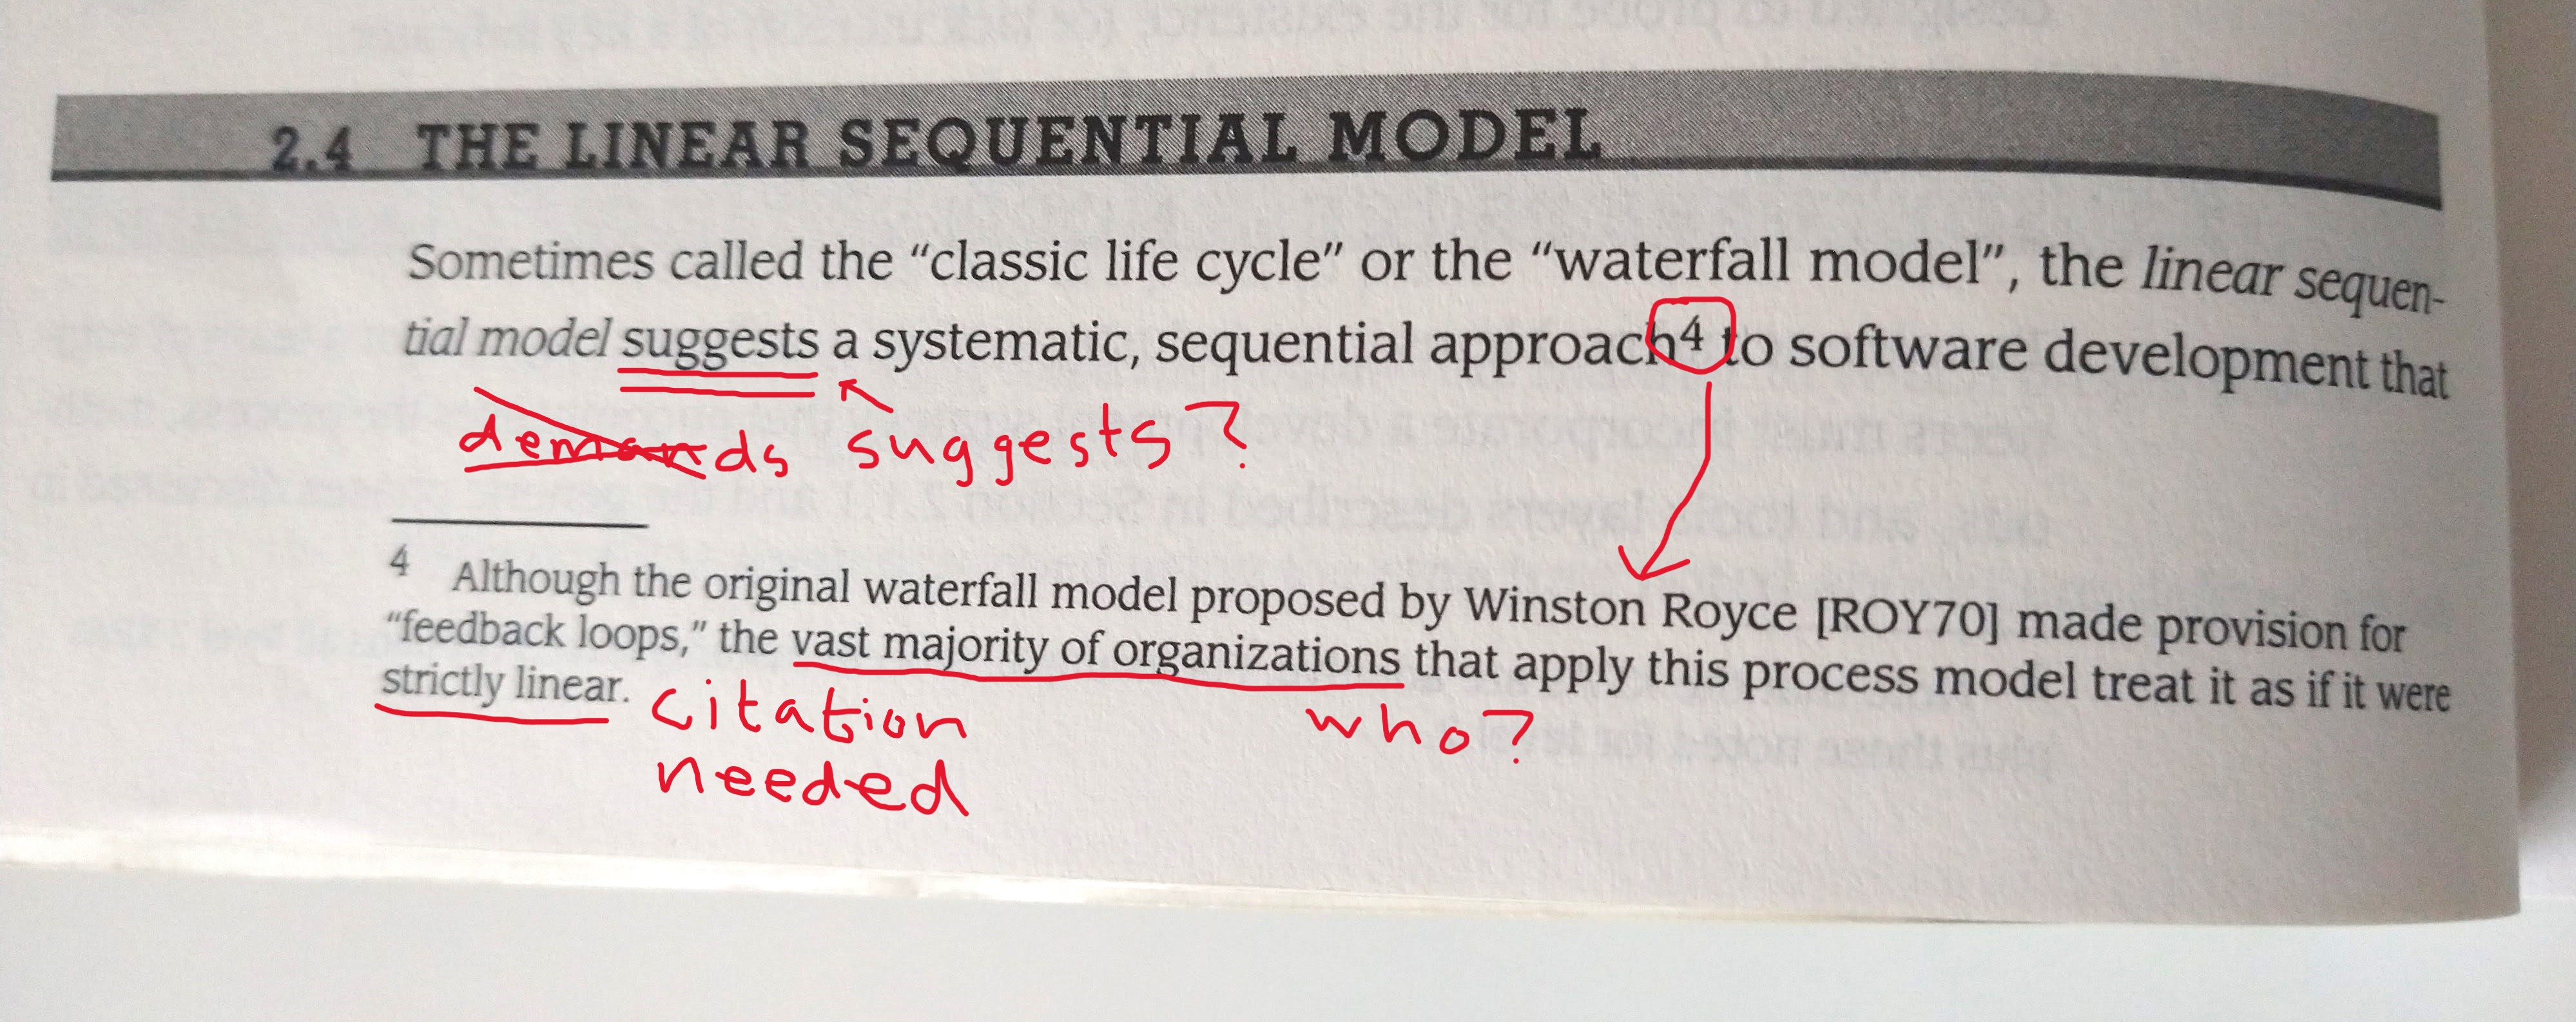 2.4 THE LINEAR SEQUENTIAL MODEL
Sometimes called the “classic life cycle” or the “waterfall model”, the linear sequen-
tial model suggests a systematic, sequential approach4 to software development that
demands suggests?
4 Although the original waterfall model proposed by Winston Royce [ROY70] made provision for
“feedback loops,” the vast majority of organizations that apply this process model treat it as if it were
strictly linear.
citation
needed
who?